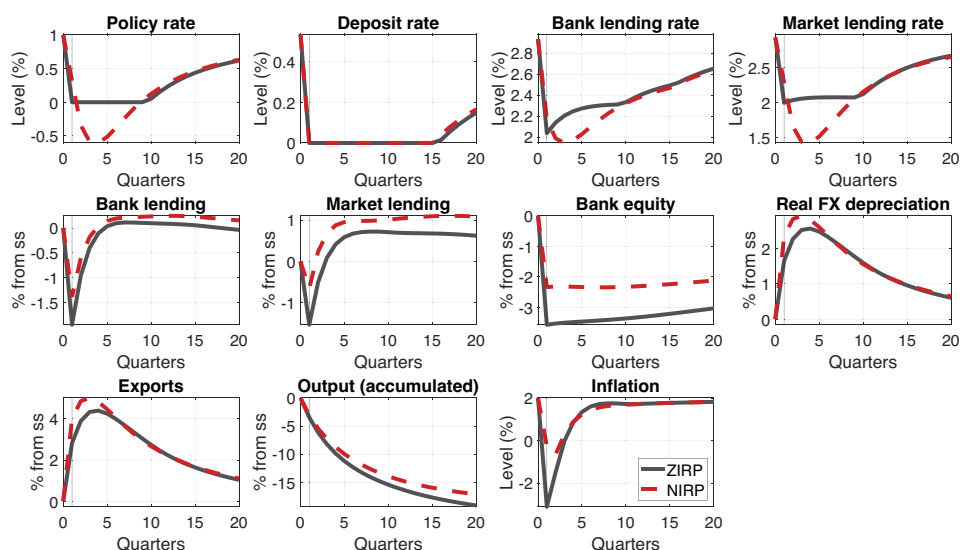 Policy rate
Level (%)
1
0.5
0
-0.5
0 5 10 15 20
Quarters
Deposit rate
Level (%)
0.4
0.2
0
0 5 10 15 20
Quarters
Bank lending rate
Level (%)
2.8
2.6
2.4
2.2
2
0 5 10 15 20
Quarters
Market lending rate
Level (%)
2.5
2
1.5
0 5 10 15 20
Quarters
Bank lending
% from ss
0
-0.5
-1
-1.5
0 5 10 15 20
Quarters
Market lending
% from ss
1
0
-1
0 5 10 15 20
Quarters
Bank equity
% from ss
0
-1
-2
-3
0 5 10 15 20
Quarters
Real FX depreciation
% from ss
2
1
0
0 5 10 15 20
Quarters
Exports
% from ss
4
2
0
0 5 10 15 20
Quarters
Output (accumulated)
% from ss
0
-5
-10
-15
0 5 10 15 20
Quarters
Inflation
Level (%)
2
0
-2
0 5 10 15 20
Quarters
ZIRP
NIRP